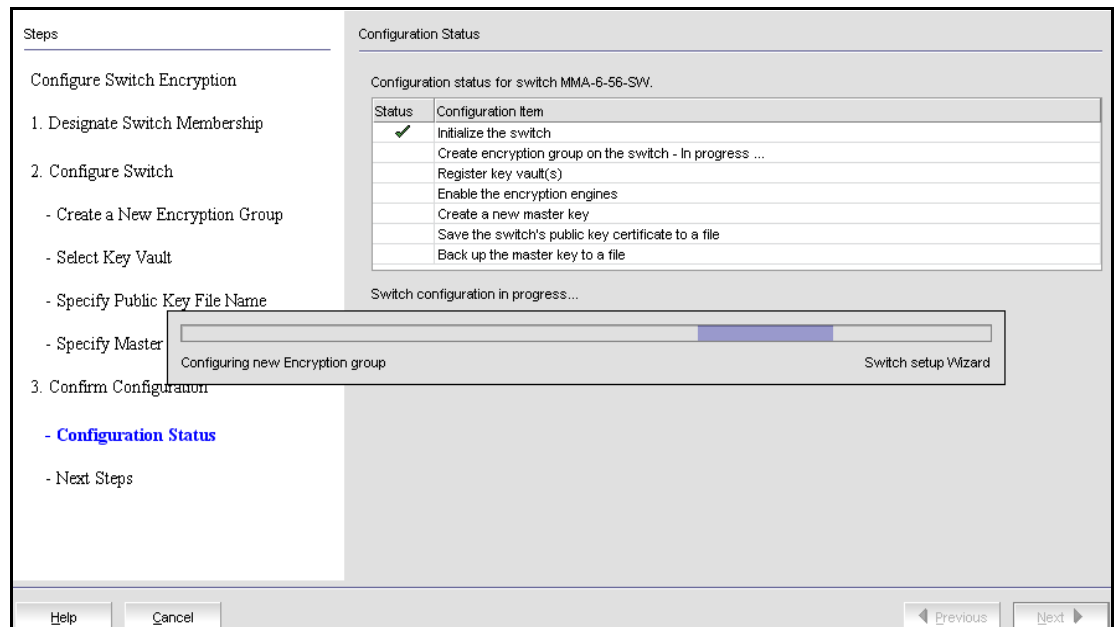 Steps
Configure Switch Encryption
1. Designate Switch Membership
2. Configure Switch
- Create a New Encryption Group
- Select Key Vault
- Specify Public Key File Name
- Specify Master
3. Confirm Configuration
- Configuration Status
- Next Steps
Configuration Status
Configuration status for switch MMA-6-56-SW.
Status Configuration Item
Initialize the switch
Create encryption group on the switch - In progress ...
Register key vault(s)
Enable the encryption engines
Create a new master key
Save the switch's public key certificate to a file
Back up the master key to a file
Switch configuration in progress...
Configuring new Encryption group Switch setup Wizard
Help Cancel Previous Next